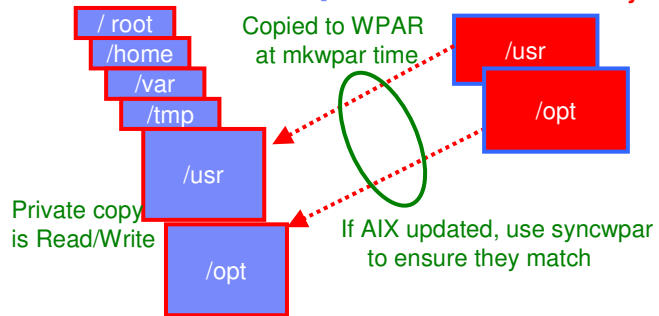 / root
/home
/var
/tmp
/usr
/opt
Copied to WPAR
at mkwpar time
/usr
/opt
Private copy
is Read/Write
If AIX updated, use syncwpar
to ensure they match